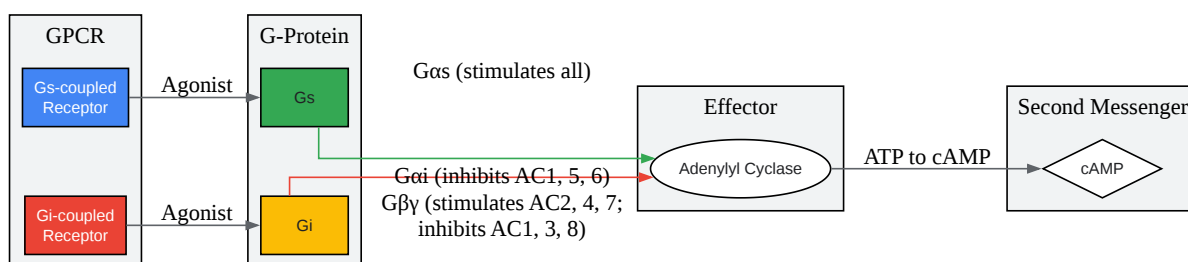 GPCR
G-Protein
Gs-coupled
Receptor
Agonist
Gs
Gαs (stimulates all)
Effector
Second Messenger
Adenylyl Cyclase
ATP to cAMP
cAMP
Gαi (inhibits AC1, 5, 6)
Gβγ (stimulates AC2, 4, 7;
inhibits AC1, 3, 8)
Gi-coupled
Receptor
Agonist
Gi